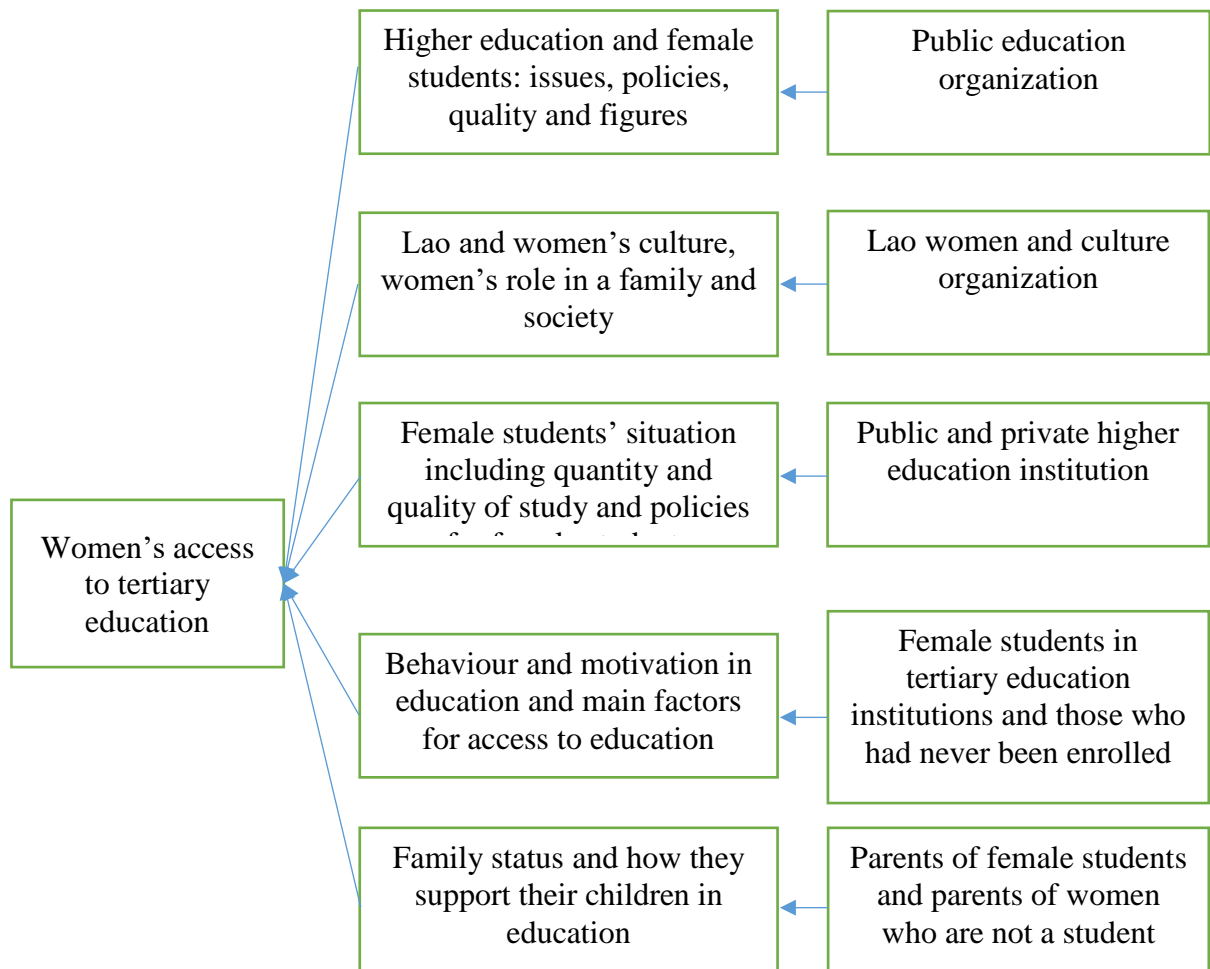 Higher education and female
students: issues, policies,
quality and figures
Public education
organization
Lao and women’s culture,
women’s role in a family and
society
Lao women and culture
organization
Female students’ situation
including quantity and
quality of study and policies
Public and private higher
education institution
Women’s access
to tertiary
education
Behaviour and motivation in
education and main factors
for access to education
Female students in
tertiary education
institutions and those who
had never been enrolled
Family status and how they
support their children in
education
Parents of female students
and parents of women
who are not a student